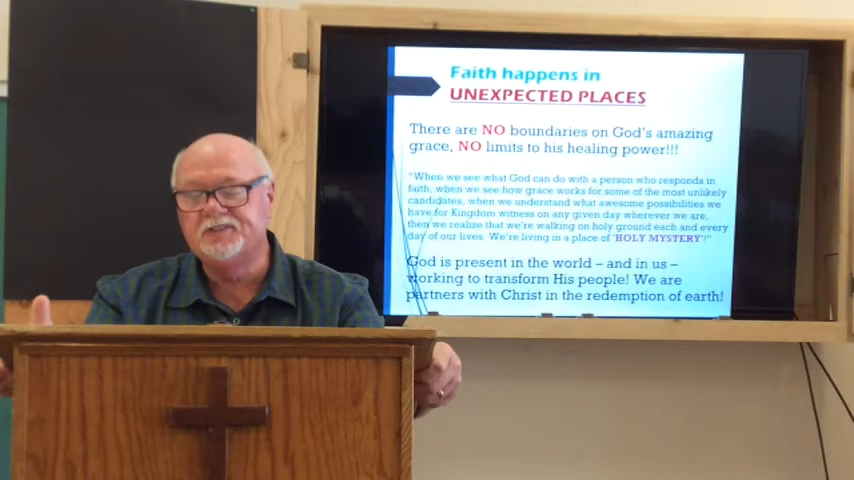 Faith happens in
UNEXPECTED PLACES
There are NO boundaries on God's amazing
grace, NO limits to his healing power!!!
"When we see what God can do with a person who responds in
faith, when we see how grace works for some of the most unlikely
candidates, when we understand what awesome possibilities we
have for Kingdom witness on any given day wherever we are,
then we realize that we're walking on holy ground each and every
day of our lives. We're living in a place of 'HOLY MYSTERY'!"
God is present in the world – and in us –
working to transform His people! We are
partners with Christ in the redemption of earth!